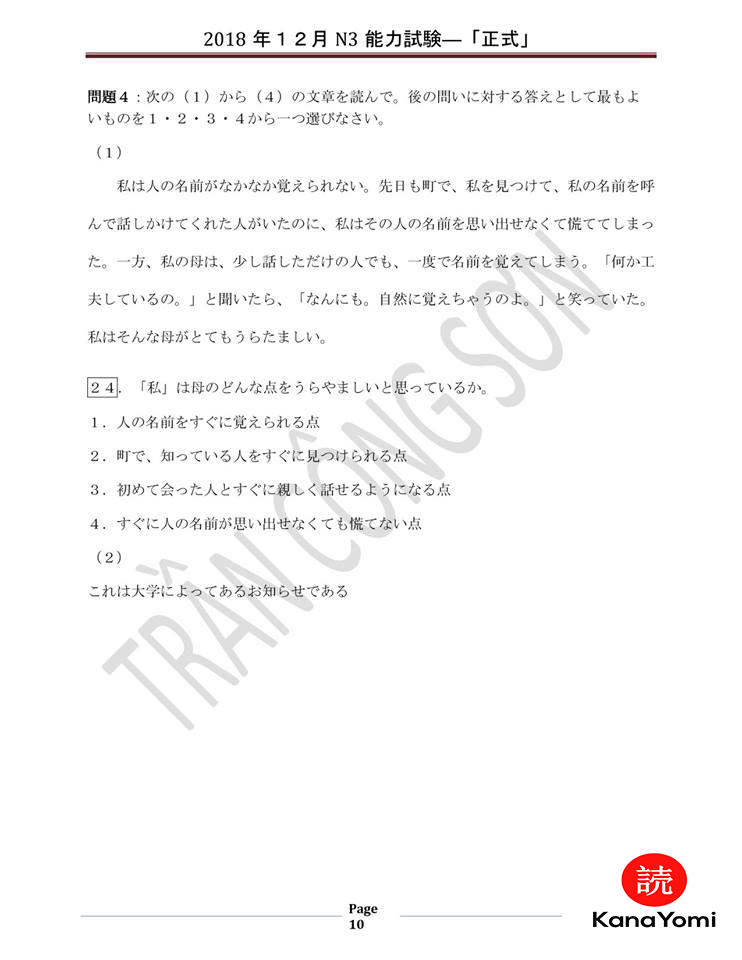 2018 年１２月 N3 能力試験―「正式」
問題４：次の（１）から（４）の文章を読んで。後の問いに対する答えとして最もよ
いものを１・２・３・４から一つ選びなさい。
（１）
私は人の名前がなかなか覚えられない。先日も町で、私を見つけて、私の名前を呼
んで話しかけてくれた人がいたのに、私はその人の名前を思い出せなくて慌ててしまっ
た。一方、私の母は、少し話しただけの人でも、一度で名前を覚えてしまう。「何か工
夫しているの。」と聞いたら、「なんにも。自然に覚えちゃうのよ。」と笑っていた。
私はそんな母がとてもうらたましい。
２４．「私」は母のどんな点をうらやましいと思っているか。
１．人の名前をすぐに覚えられる点
２．町で、知っている人をすぐに見つけられる点
３．初めて会った人とすぐに親しく話せるようになる点
４．すぐに人の名前が思い出せなくても慌てない点
（２）
これは大学によってあるお知らせである
TRẦN CÔNG SƠN
Page
10
読
KanaYomi